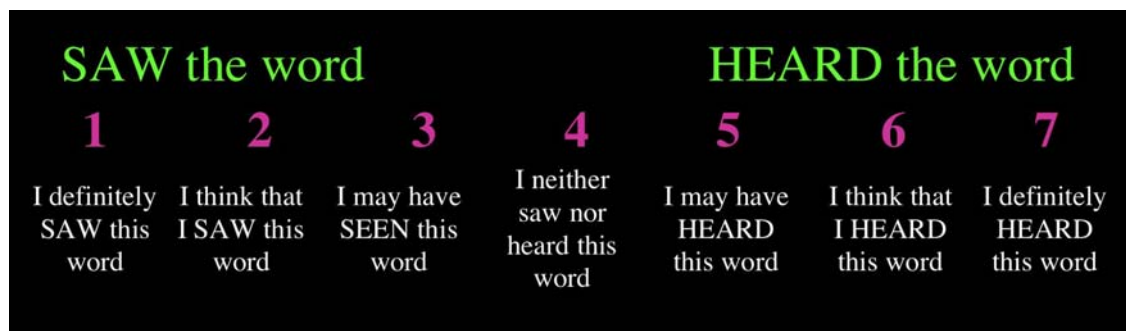 SAW the word
HEARD the word
1
2
3
4
5
6
7
I definitely
SAW this
word
I think that
I SAW this
word
I may have
SEEN this
word
I neither
saw nor
heard this
word
I may have
HEARD
this word
I think that
I HEARD
this word
I definitely
HEARD
this word